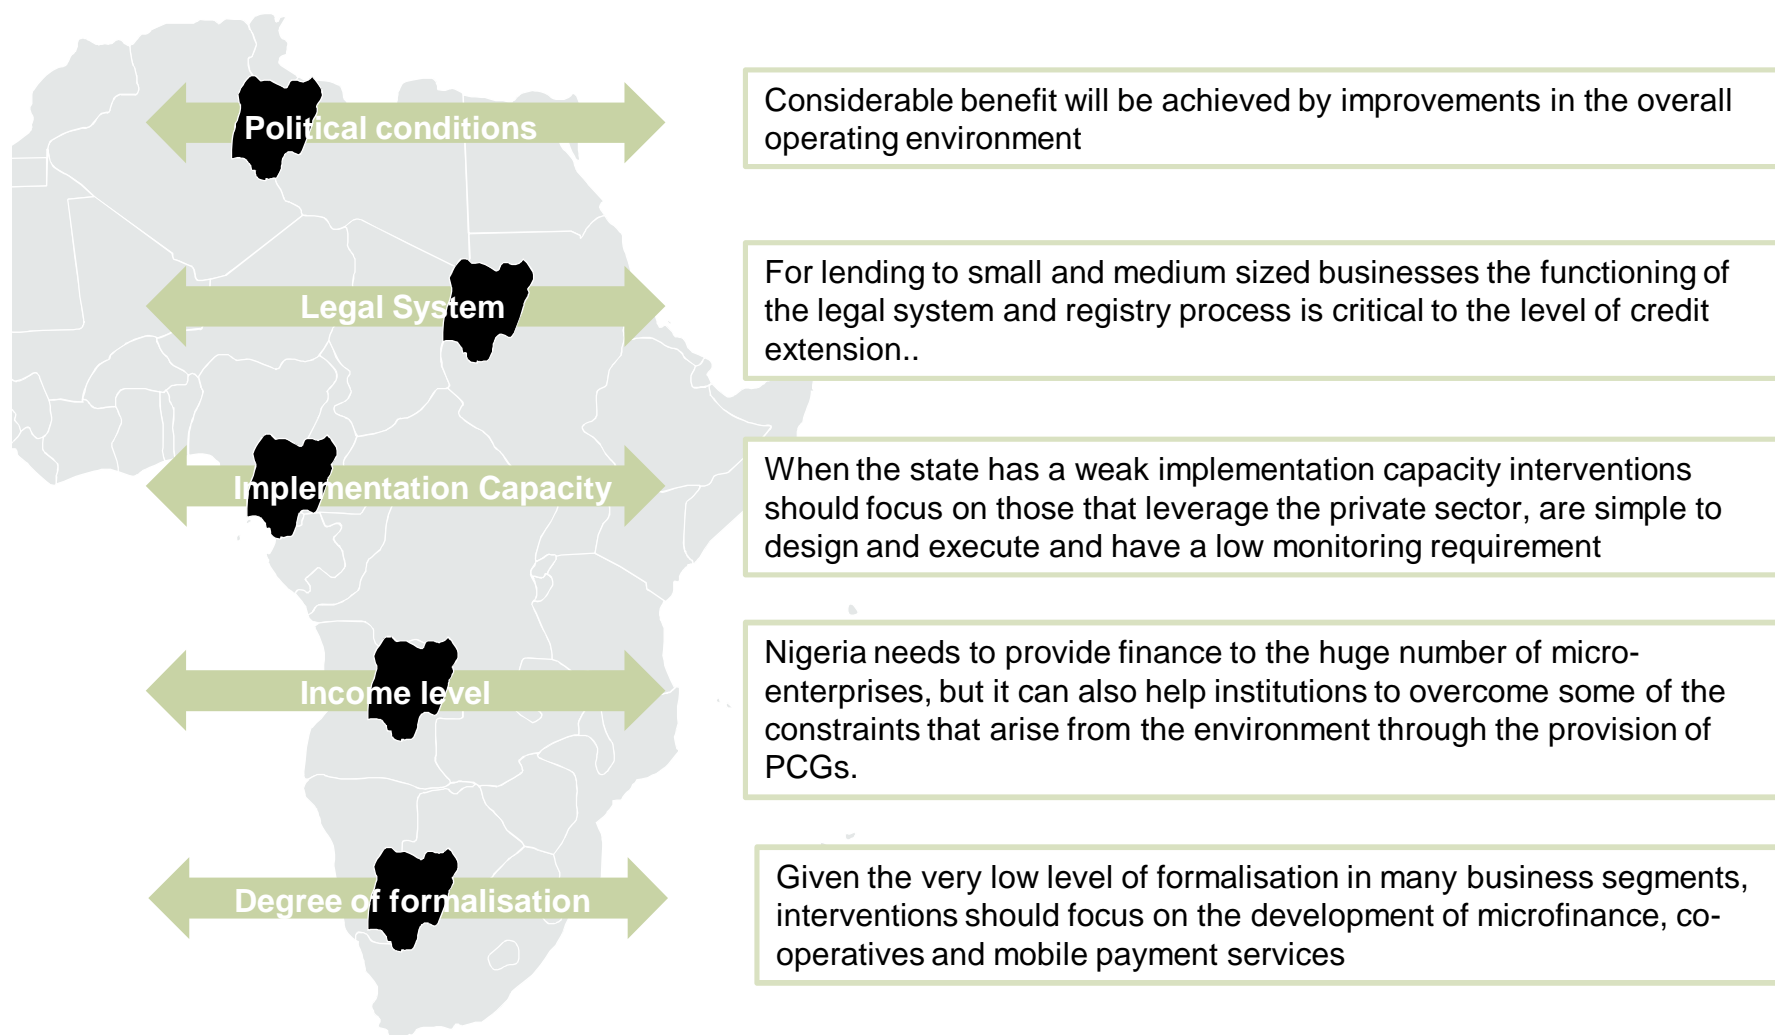 Political conditions
Considerable benefit will be achieved by improvements in the overall
operating environment
Legal System
For lending to small and medium sized businesses the functioning of
the legal system and registry process is critical to the level of credit
extension..
Implementation Capacity
When the state has a weak implementation capacity interventions
should focus on those that leverage the private sector, are simple to
design and execute and have a low monitoring requirement
Income level
Nigeria needs to provide finance to the huge number of micro-
enterprises, but it can also help institutions to overcome some of the
constraints that arise from the environment through the provision of
PCGs.
Degree of formalisation
Given the very low level of formalisation in many business segments,
interventions should focus on the development of microfinance, co-
operatives and mobile payment services